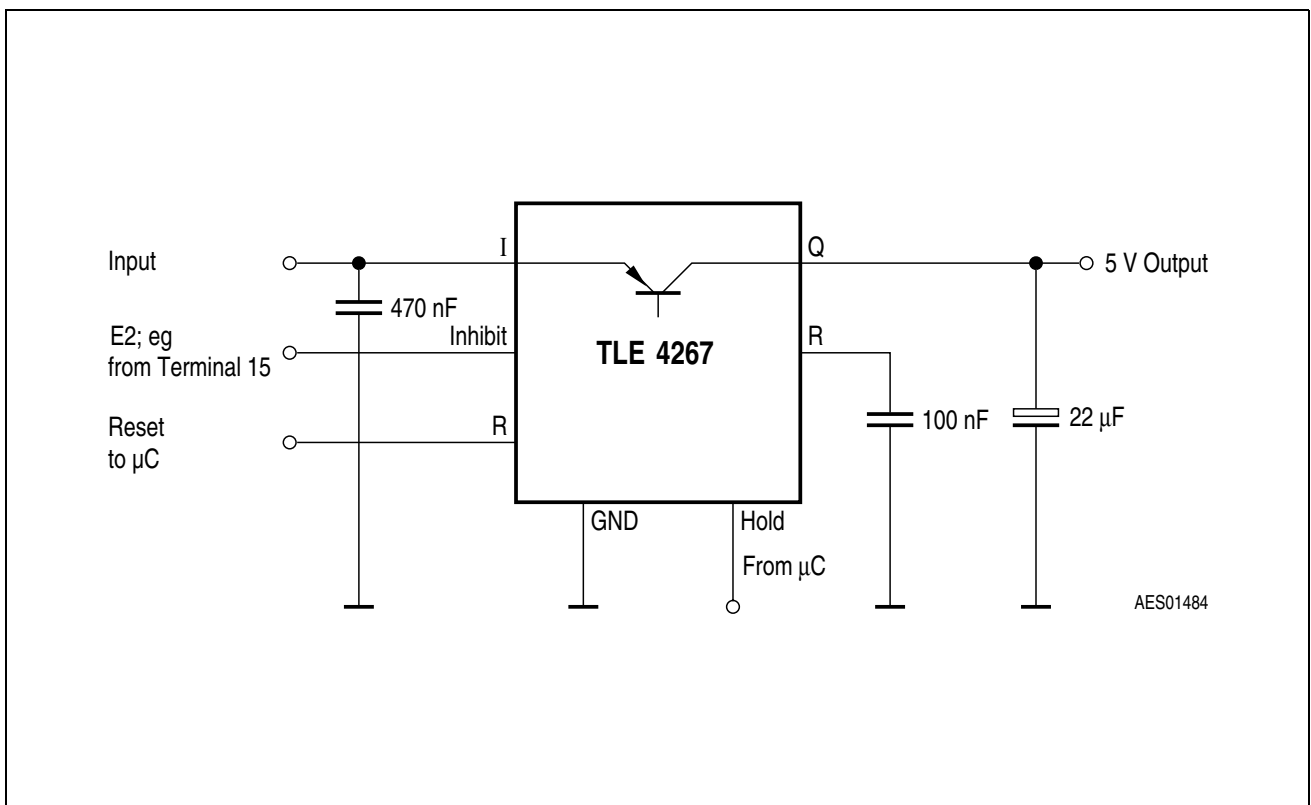 I
Q
Input
5 V Output
470 nF
E2; eg
from Terminal 15
Inhibit
TLE 4267
R
100 nF
22 μF
Reset
to µC
R
GND
Hold
From μC
AES01484